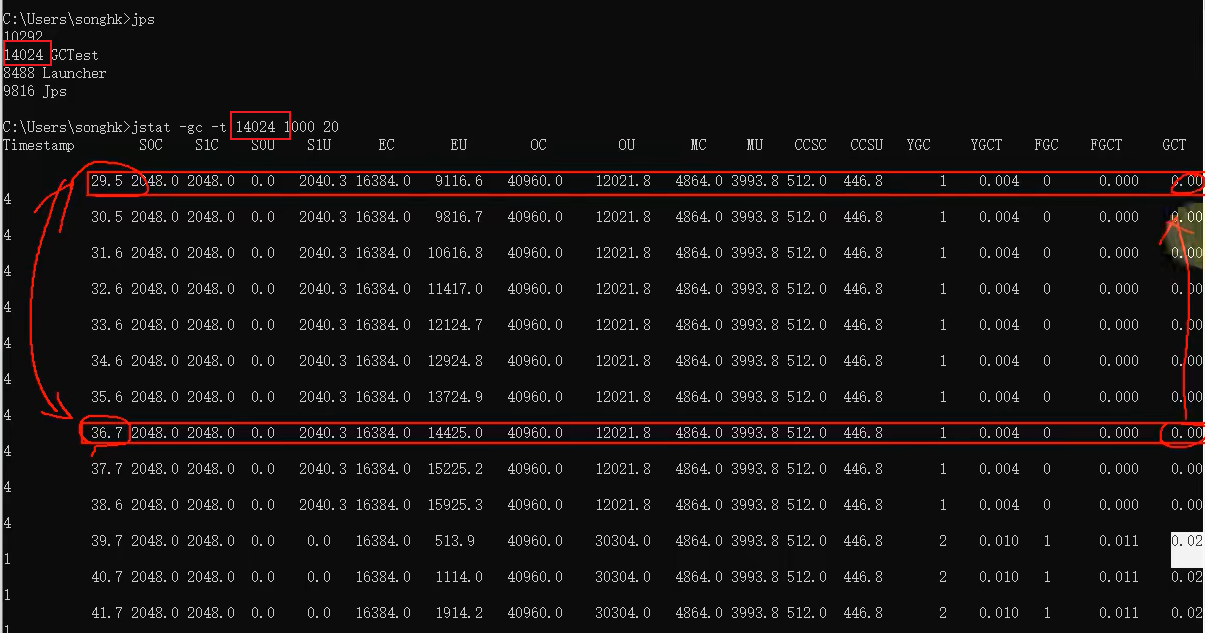 C:\Users\songhk>jps
10292
14024 GCTest
8488 Launcher
9816 Jps
C:\Users\songhk>jstat -gc -t 14024 1000 20
Timestamp S0C S1C S0U S1U EC EU OC OU MC MU CCSC CCSU YGC YGCT FGC FGCT GCT
29.5 2048.0 2048.0 0.0 2040.3 16384.0 9116.6 40960.0 12021.8 4864.0 3993.8 512.0 446.8 1 0.004 0 0.000 0.00
4
30.5 2048.0 2048.0 0.0 2040.3 16384.0 9816.7 40960.0 12021.8 4864.0 3993.8 512.0 446.8 1 0.004 0 0.000 0.00
4
31.6 2048.0 2048.0 0.0 2040.3 16384.0 10616.8 40960.0 12021.8 4864.0 3993.8 512.0 446.8 1 0.004 0 0.000 0.00
4
32.6 2048.0 2048.0 0.0 2040.3 16384.0 11417.0 40960.0 12021.8 4864.0 3993.8 512.0 446.8 1 0.004 0 0.000 0.00
4
33.6 2048.0 2048.0 0.0 2040.3 16384.0 12124.7 40960.0 12021.8 4864.0 3993.8 512.0 446.8 1 0.004 0 0.000 0.00
4
34.6 2048.0 2048.0 0.0 2040.3 16384.0 12924.8 40960.0 12021.8 4864.0 3993.8 512.0 446.8 1 0.004 0 0.000 0.00
4
35.6 2048.0 2048.0 0.0 2040.3 16384.0 13724.9 40960.0 12021.8 4864.0 3993.8 512.0 446.8 1 0.004 0 0.000 0.00
4
36.7 2048.0 2048.0 0.0 2040.3 16384.0 14425.0 40960.0 12021.8 4864.0 3993.8 512.0 446.8 1 0.004 0 0.000 0.00
4
37.7 2048.0 2048.0 0.0 2040.3 16384.0 15225.2 40960.0 12021.8 4864.0 3993.8 512.0 446.8 1 0.004 0 0.000 0.00
4
38.6 2048.0 2048.0 0.0 2040.3 16384.0 15925.3 40960.0 12021.8 4864.0 3993.8 512.0 446.8 1 0.004 0 0.000 0.00
4
39.7 2048.0 2048.0 0.0 0.0 16384.0 513.9 40960.0 30304.0 4864.0 3993.8 512.0 446.8 2 0.010 1 0.011 0.02
1
40.7 2048.0 2048.0 0.0 0.0 16384.0 1114.0 40960.0 30304.0 4864.0 3993.8 512.0 446.8 2 0.010 1 0.011 0.02
1
41.7 2048.0 2048.0 0.0 0.0 16384.0 1914.2 40960.0 30304.0 4864.0 3993.8 512.0 446.8 2 0.010 1 0.011 0.02
1